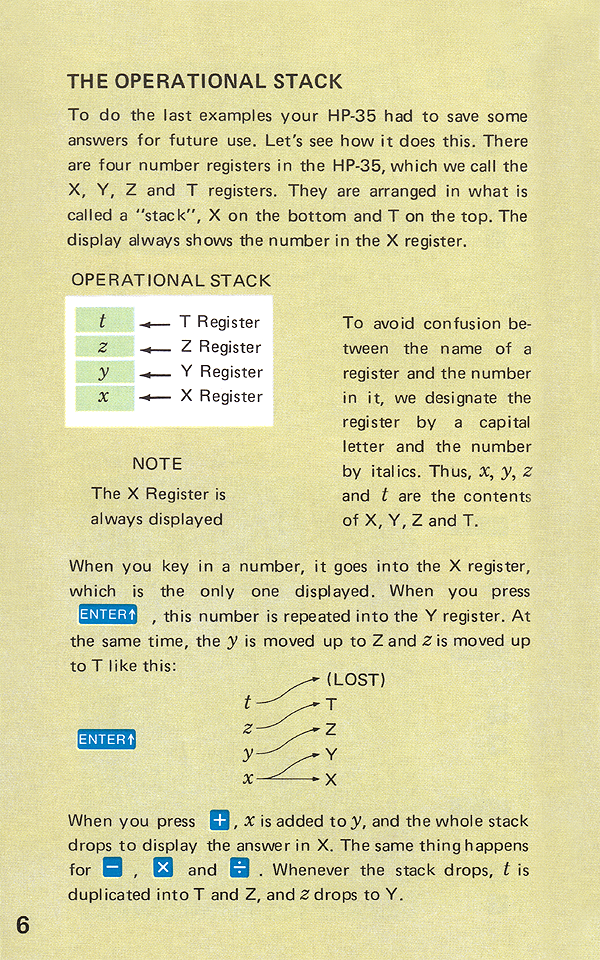 THE OPERATIONAL STACK
To do the last examples your HP-35 had to save some
answers for future use. Let's see how it does this. There
are four number registers in the HP-35, which we call the
X, Y, Z and T registers. They are arranged in what is
called a "stack", X on the bottom and T on the top. The
display always shows the number in the X register.
OPERATIONAL STACK
t ← T Register
z ← Z Register
y ← Y Register
x ← X Register
NOTE
The X Register is
always displayed
To avoid confusion be-
tween the name of a
register and the number
in it, we designate the
register by a capital
letter and the number
by italics. Thus, x, y, z
and t are the contents
of X, Y, Z and T.
When you key in a number, it goes into the X register,
which is the only one displayed. When you press
ENTER↑ , this number is repeated into the Y register. At
the same time, the y is moved up to Z and z is moved up
to T like this:
(LOST)
t T
z Z
ENTER↑
y Y
x X
When you press + , x is added to y, and the whole stack
drops to display the answer in X. The same thing happens
for − , × and ÷ . Whenever the stack drops, t is
duplicated into T and Z, and z drops to Y.
6